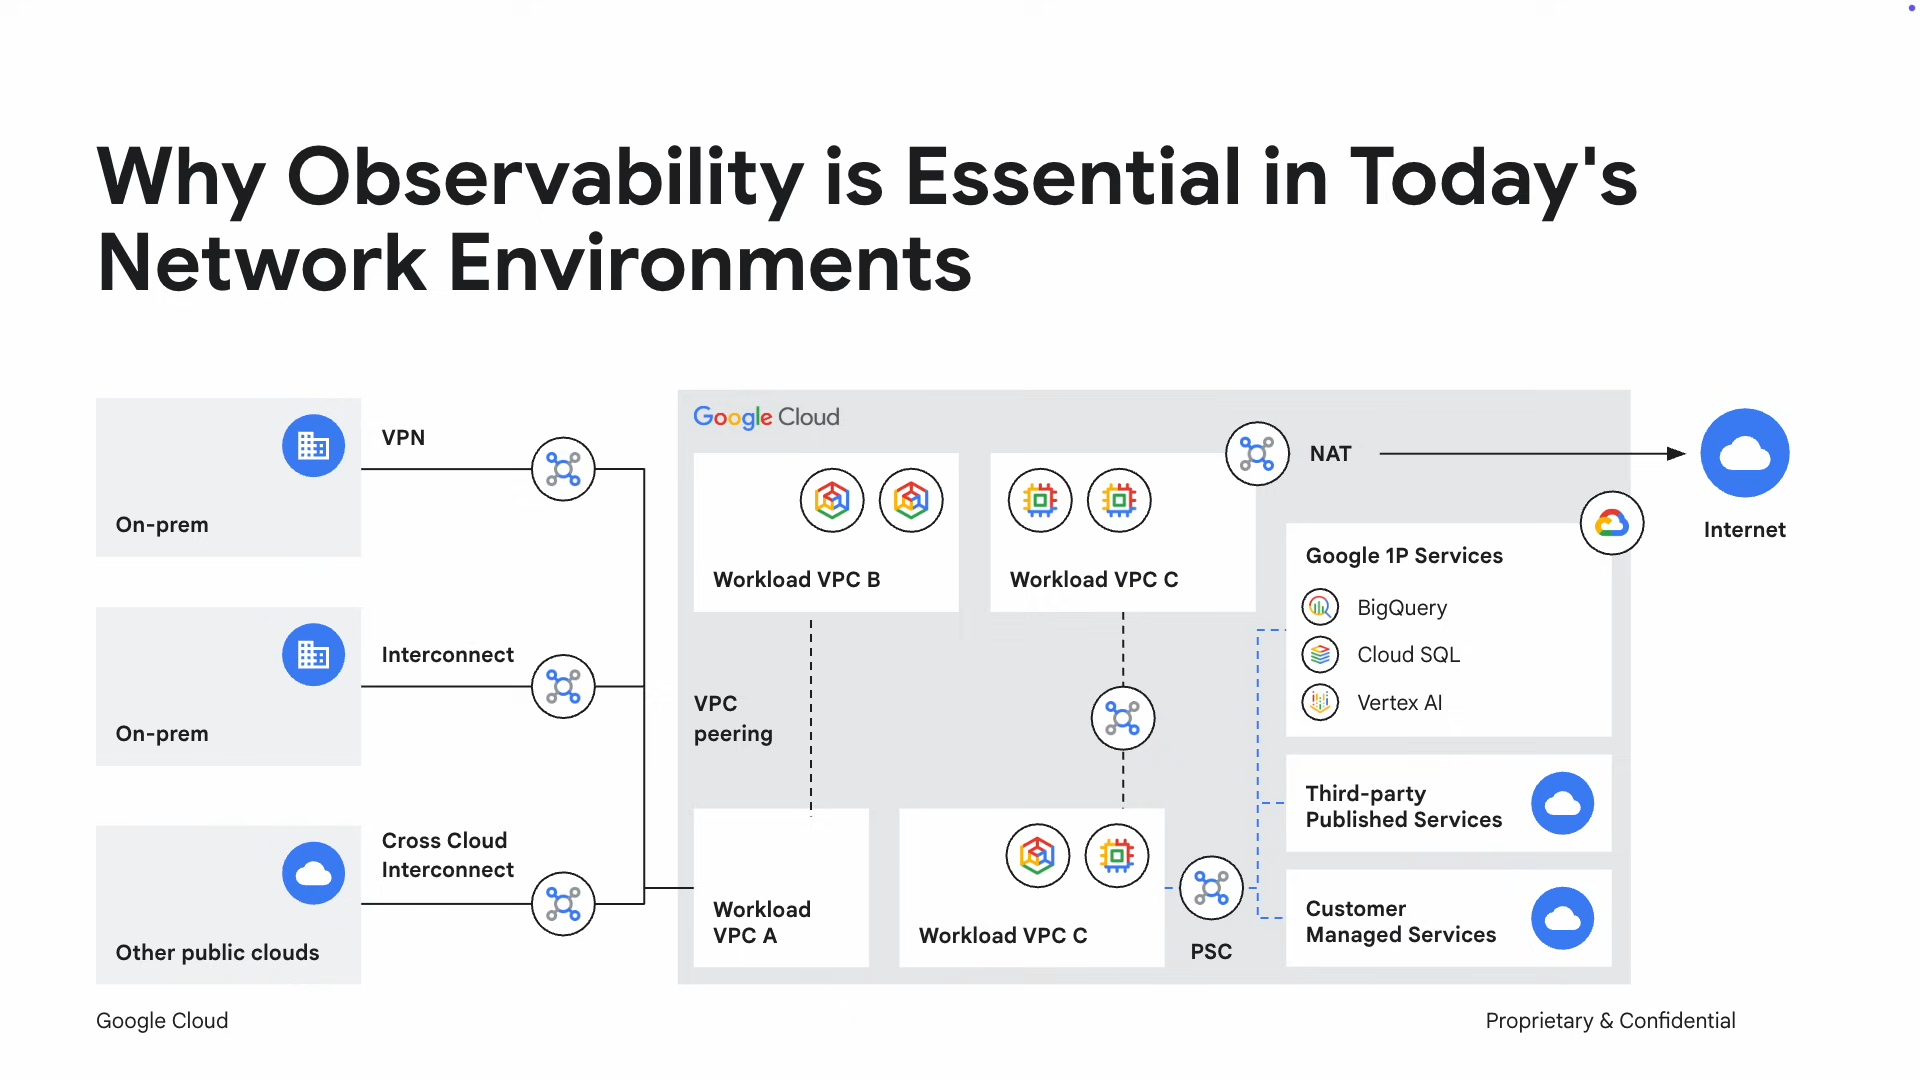 Why Observability is Essential in Today's
Network Environments
On-prem
VPN
On-prem
Interconnect
Other public clouds
Cross Cloud
Interconnect
Google Cloud
Workload VPC B
Workload VPC C
NAT
Internet
VPC
peering
Workload
VPC A
Workload VPC C
PSC
Google 1P Services
BigQuery
Cloud SQL
Vertex AI
Third-party
Published Services
Customer
Managed Services
Google Cloud
Proprietary & Confidential